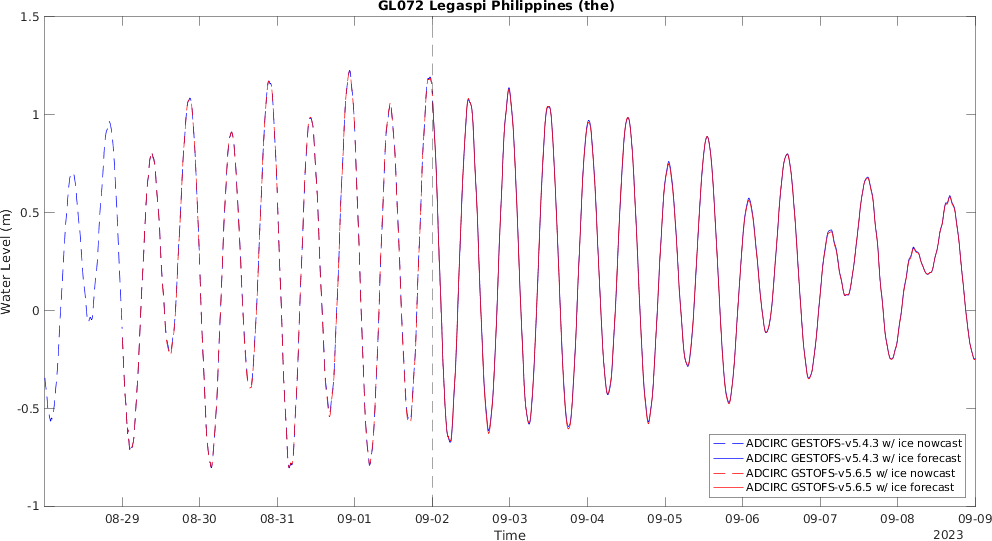 GL072 Legaspi Philippines (the)
1.5
1
0.5
0
-0.5
-1
Water Level (m)
08-29 08-30 08-31 09-01 09-02 09-03 09-04 09-05 09-06 09-07 09-08 09-09
Time
2023
ADCIRC GESTOFS-v5.4.3 w/ ice nowcast
ADCIRC GESTOFS-v5.4.3 w/ ice forecast
ADCIRC GSTOFS-v5.6.5 w/ ice nowcast
ADCIRC GSTOFS-v5.6.5 w/ ice forecast